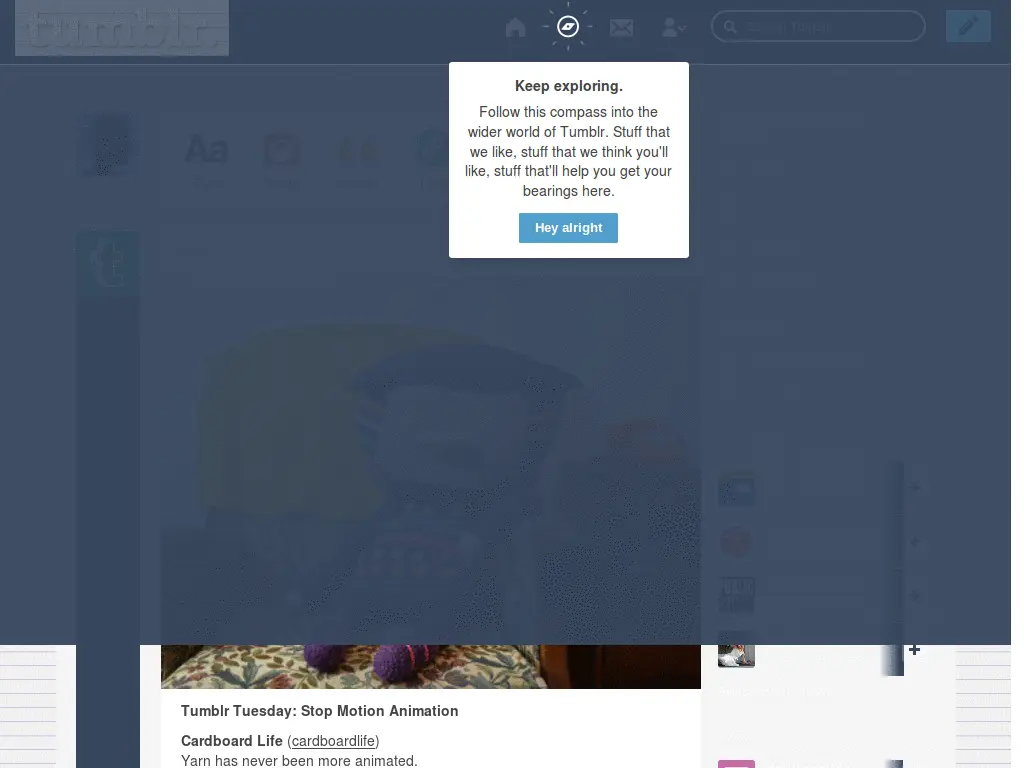 tumblr.
Keep exploring.
Follow this compass into the
wider world of Tumblr. Stuff that
we like, stuff that we think you'll
like, stuff that'll help you get your
bearings here.
Hey alright
Aa
Tumblr Tuesday: Stop Motion Animation
Cardboard Life (cardboardlife)
Yarn has never been more animated.